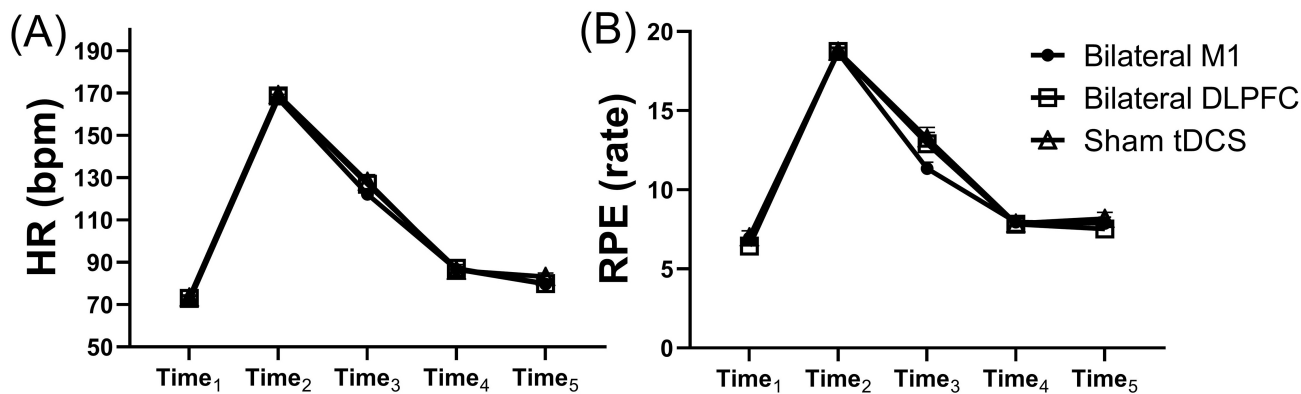 (A)
HR (bpm)
190
170
150
130
110
90
70
50
Time₁ Time₂ Time₃ Time₄ Time₅
(B)
RPE (rate)
20
15
10
5
0
Time₁ Time₂ Time₃ Time₄ Time₅
Bilateral M1
Bilateral DLPFC
Sham tDCS